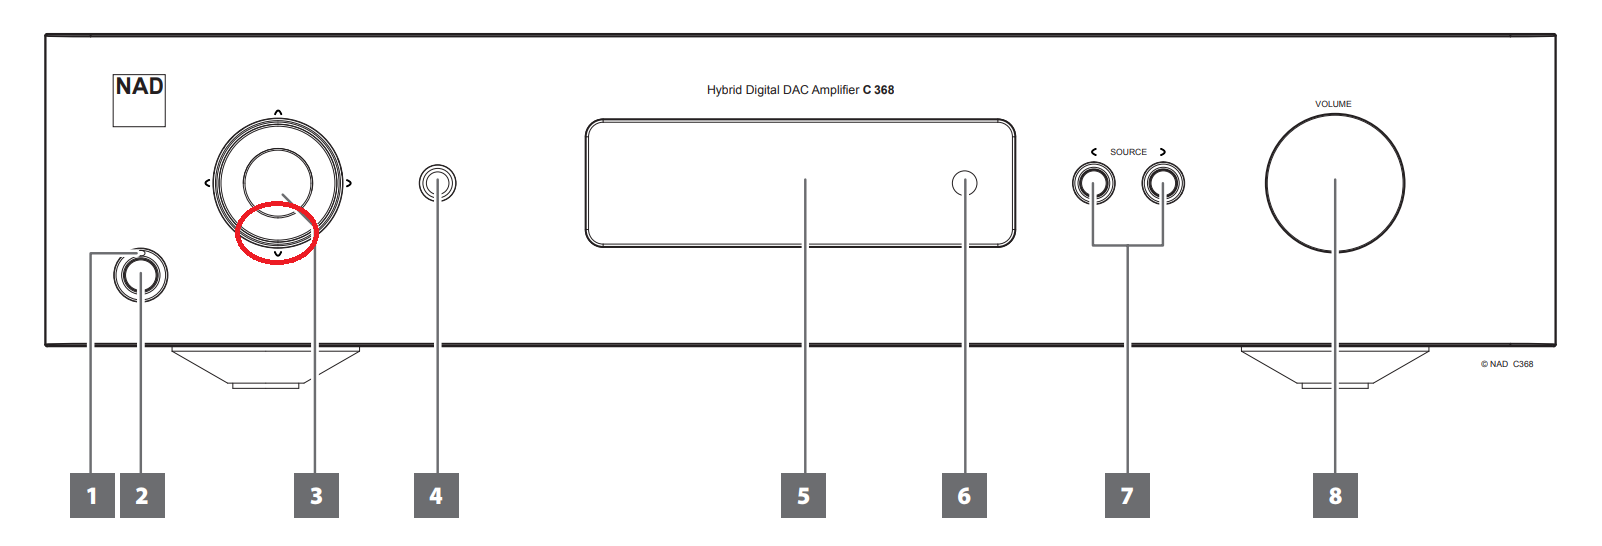 NAD
Hybrid Digital DAC Amplifier C 368
VOLUME
< SOURCE >
© NAD C368
1 2 3 4 5 6 7 8